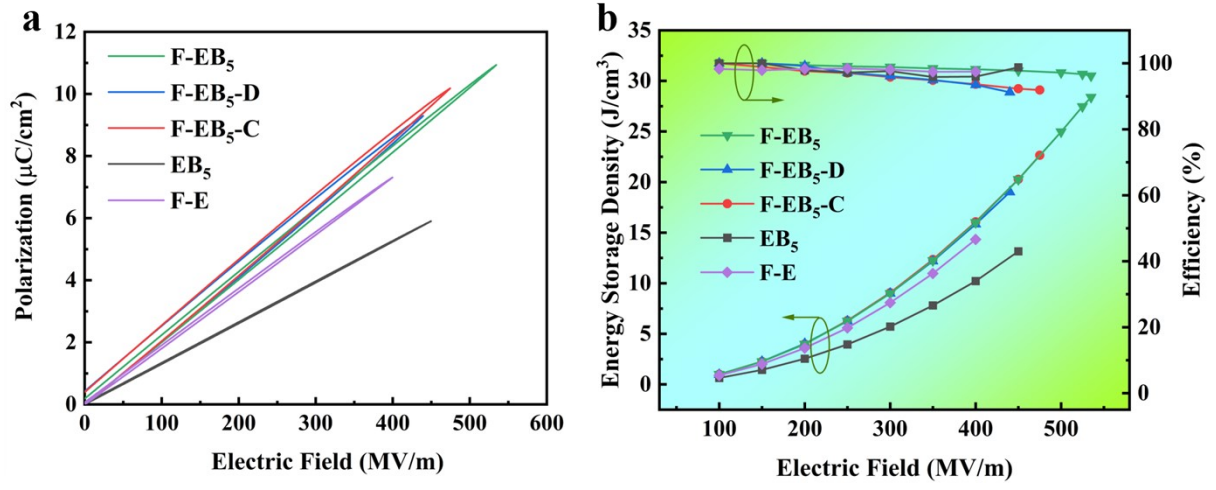 a
Polarization (μC/cm²)
12
10
8
6
4
2
0
F-EB₅
F-EB₅-D
F-EB₅-C
EB₅
F-E
0 100 200 300 400 500 600
Electric Field (MV/m)
b
Energy Storage Density (J/cm³)
35
30
25
20
15
10
5
0
F-EB₅
F-EB₅-D
F-EB₅-C
EB₅
F-E
100
80
60
40
20
0
Efficiency (%)
100 200 300 400 500
Electric Field (MV/m)